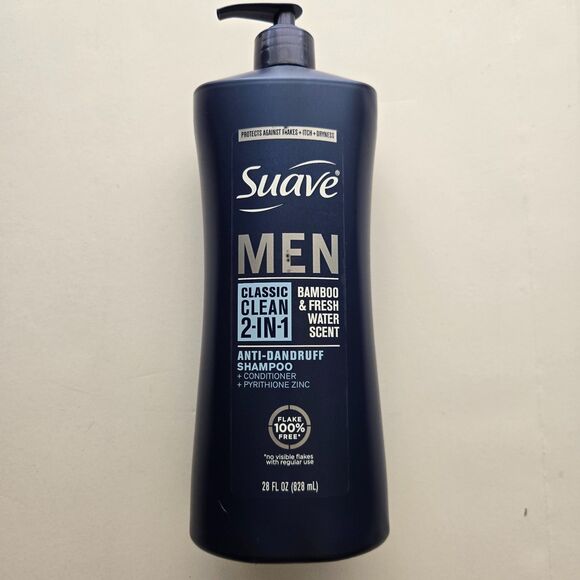 PROTECTS AGAINST FLAKES + ITCH + DRYNESS
Suave®
MEN
CLASSIC
CLEAN
2-IN-1
BAMBOO
& FRESH
WATER
SCENT
ANTI-DANDRUFF
SHAMPOO
+ CONDITIONER
+ PYRITHIONE ZINC
FLAKE
100%
FREE*
*no visible flakes
with regular use
28 FL OZ (828 mL)